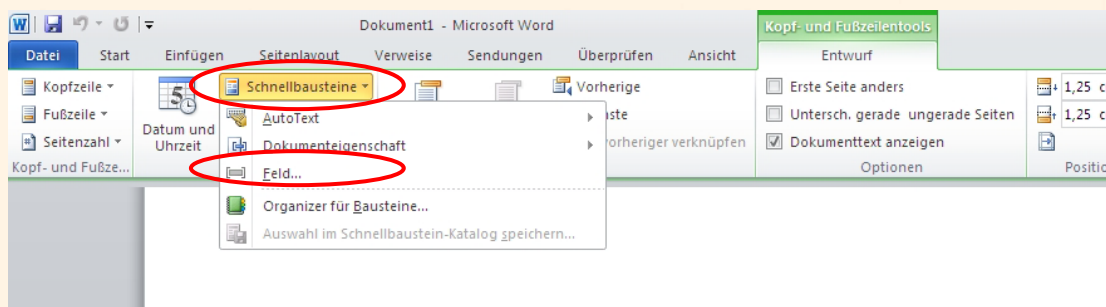 Dokument1 - Microsoft Word
Kopf- und Fußzeilentools
Datei Start Einfügen Seitenlayout Verweise Sendungen Überprüfen Ansicht Entwurf
Kopfzeile
Fußzeile
Seitenzahl
Kopf- und Fußze...
5
Datum und
Uhrzeit
Schnellbausteine
AutoText
Dokumenteigenschaft
Feld...
Organizer für Bausteine...
Auswahl im Schnellbaustein-Katalog speichern...
Vorherige
verknüpfen
Erste Seite anders
Untersch. gerade ungerade Seiten
Dokumenttext anzeigen
Optionen
1,25 c
1,25 c
Positio